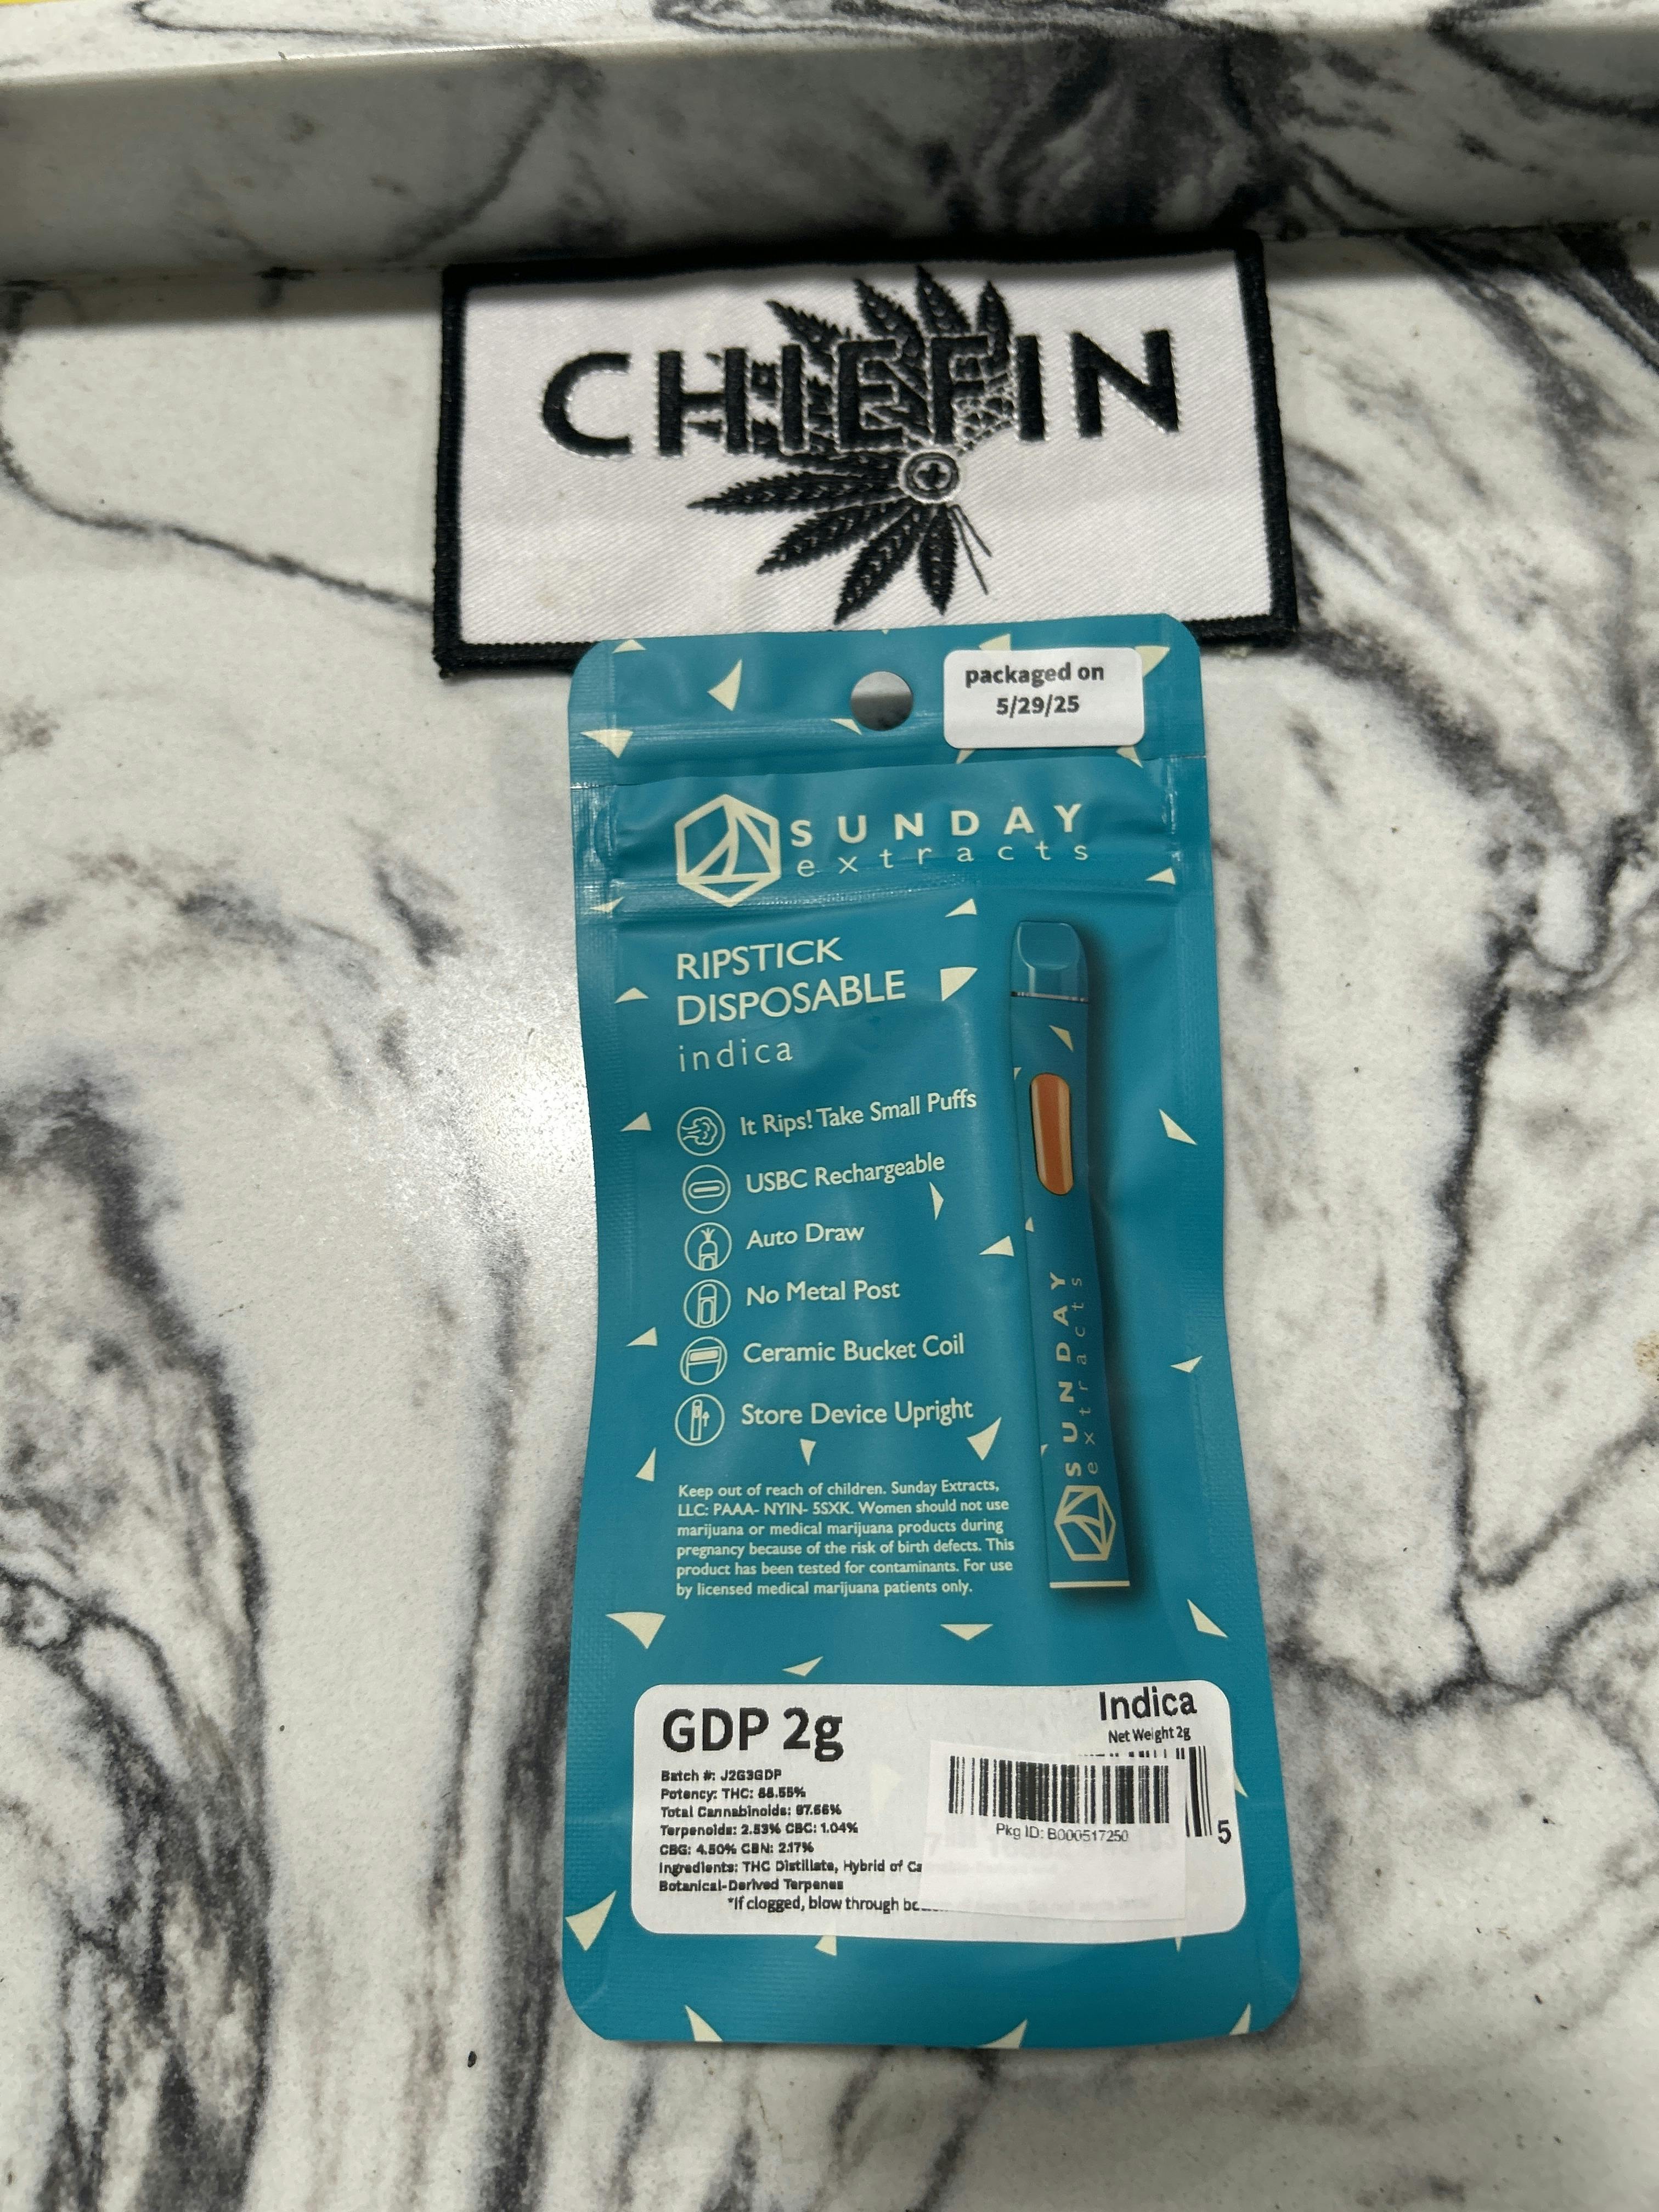 CHIEFIN
packaged on
5/29/25
SUNDAY
extracts
RIPSTICK
DISPOSABLE
indica
It Rips! Take Small Puffs
USBC Rechargeable
Auto Draw
No Metal Post
Ceramic Bucket Coil
Store Device Upright
SUNDAY
extracts
Keep out of reach of children. Sunday Extracts,
LLC: PAAA- NYIN- 5SXK. Women should not use
marijuana or medical marijuana products during
pregnancy because of the risk of birth defects. This
product has been tested for contaminants. For use
by licensed medical marijuana patients only.
GDP 2g
Indica
Net Weight 2g
Batch #: J2G3GDP
Potency: THC:
Total Cannabinoids:
Terpenoids: 2.53% CBC: 1.04%
CBG: 4.50% CBN: 2.17%
Ingredients: THC Distillate, Hybrid of
Botanical-Derived Terpenes
*If clogged, blow through
Pkg ID: B000517250
5